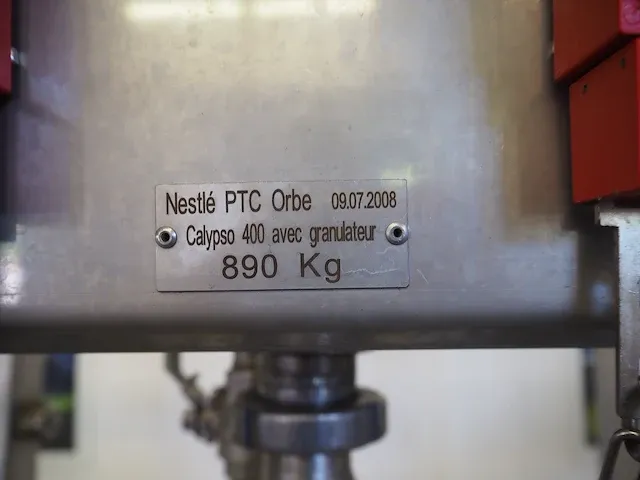 Nestlé PTC Orbe 09.07.2008
Calypso 400 avec granulateur
890 Kg